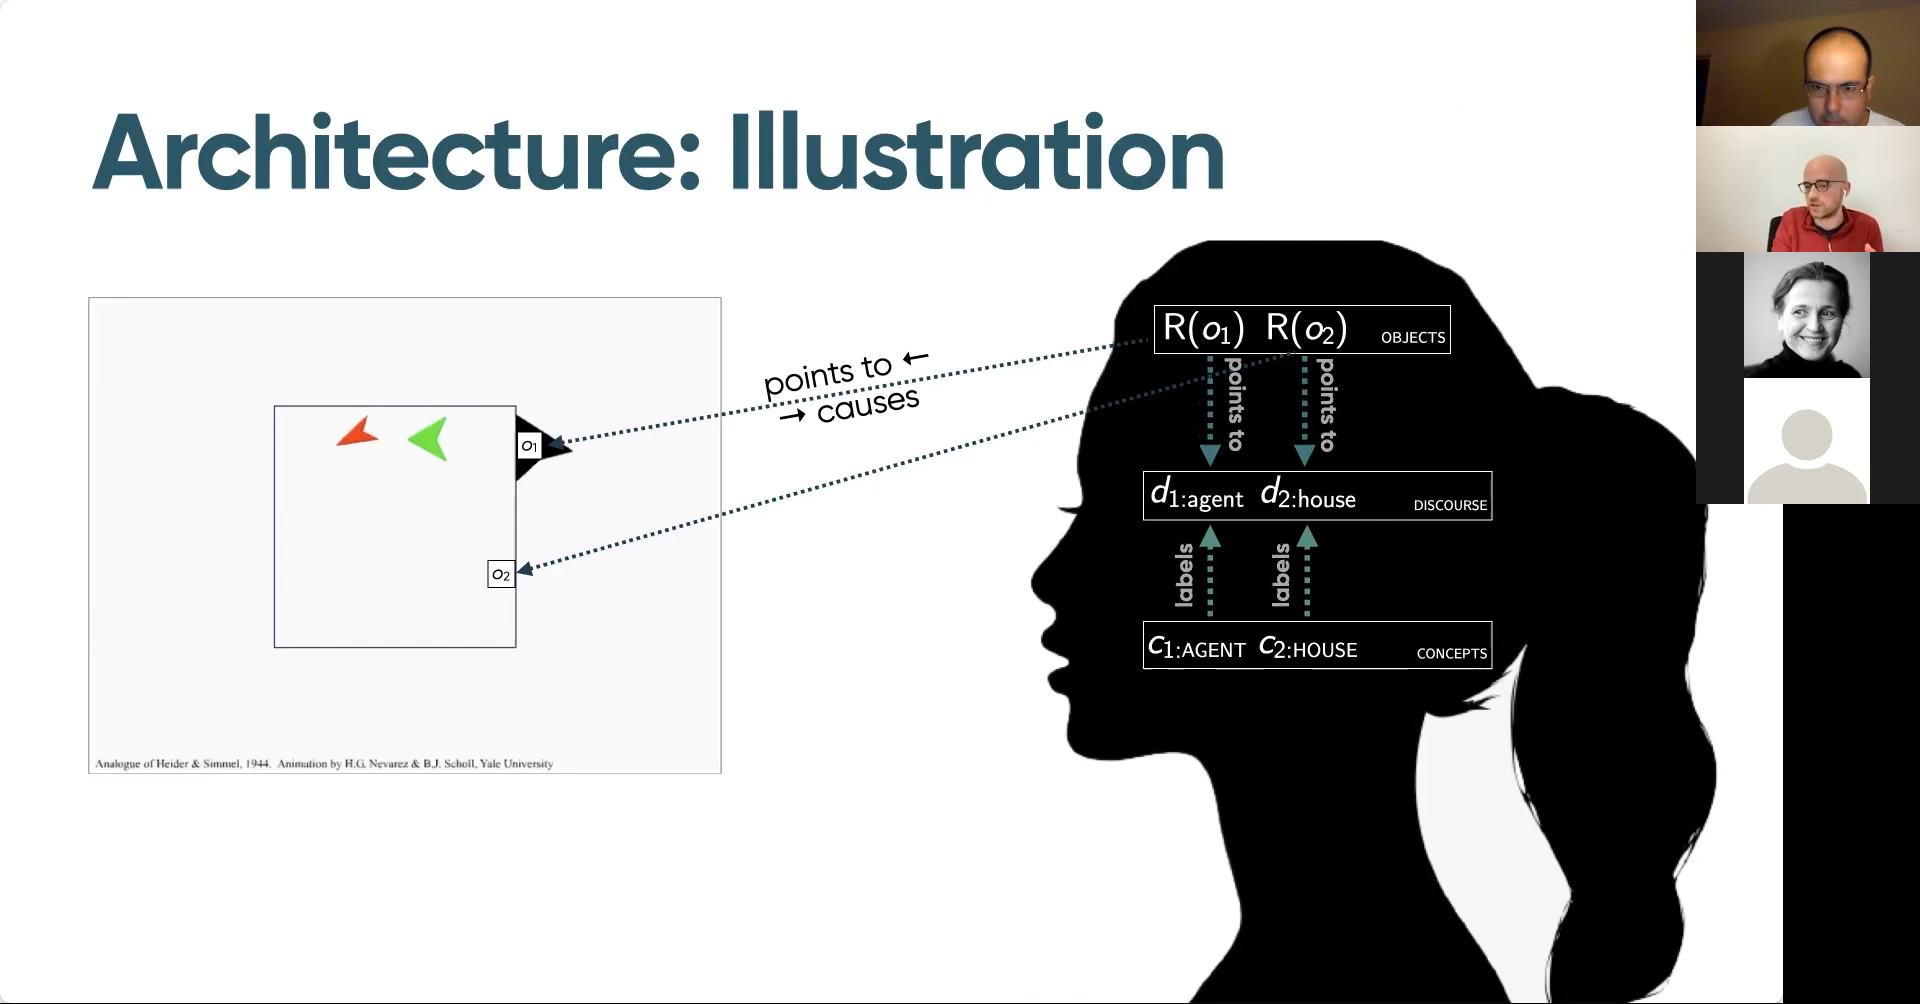 Architecture: Illustration
points to ←
→ causes
o₁
o₂
Analogue of Heider & Simmel, 1944. Animation by H.G. Nevarez & B.J. Scholl, Yale University
R(o₁) R(o₂) OBJECTS
points to
points to
d₁:agent d₂:house DISCOURSE
labels
labels
c₁:AGENT c₂:HOUSE CONCEPTS